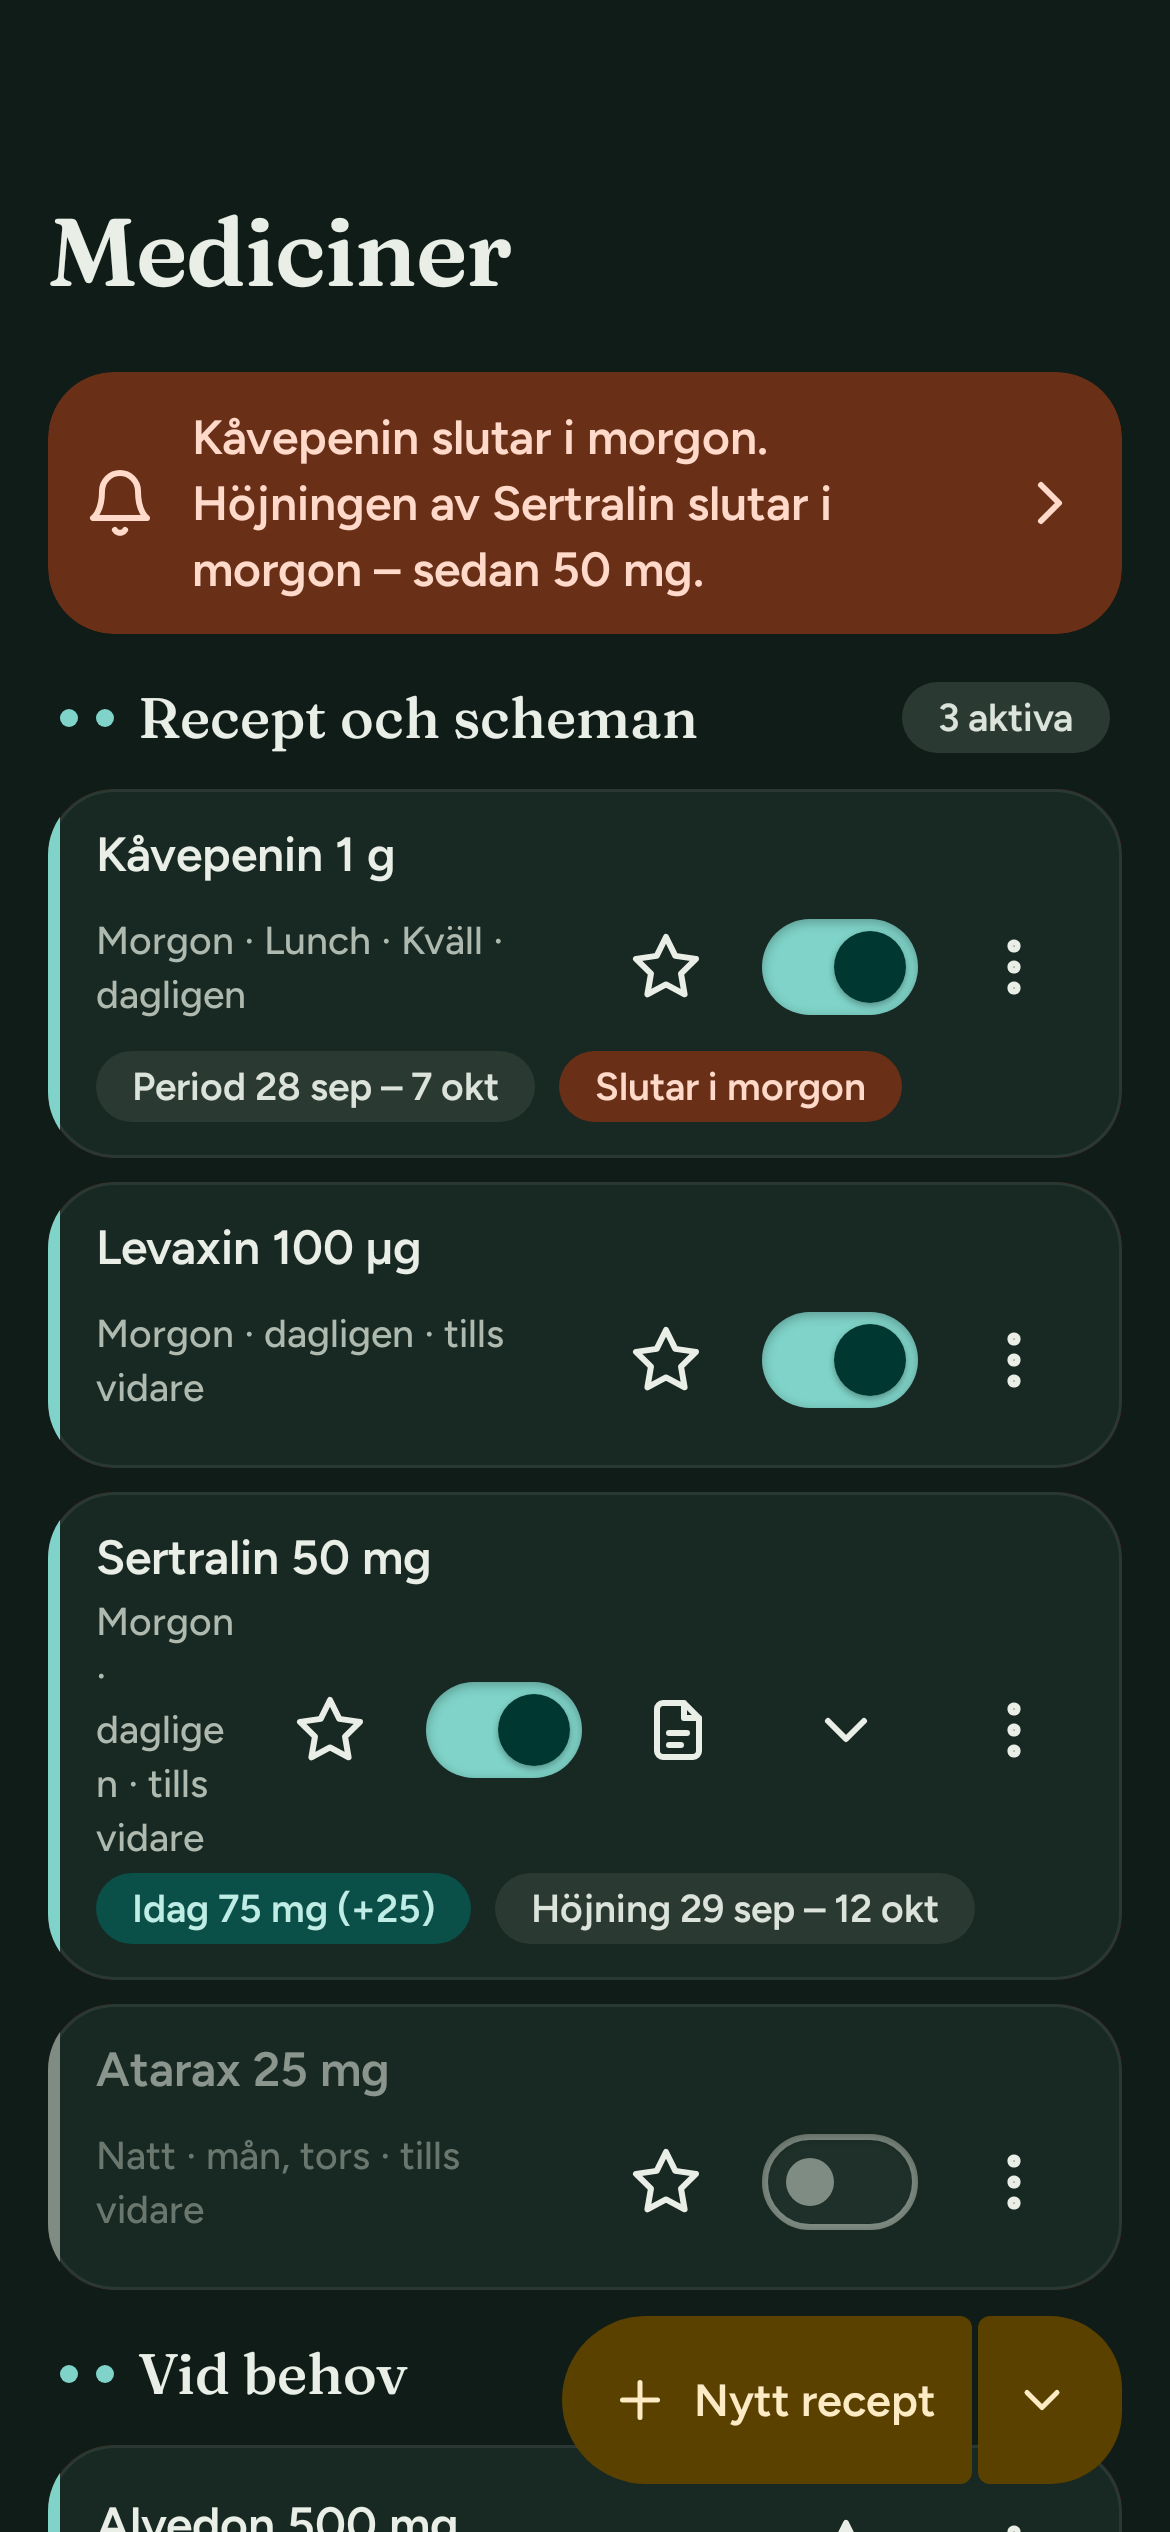 Mediciner
Kåvepenin slutar i morgon.
Höjningen av Sertralin slutar i
morgon – sedan 50 mg.
Recept och scheman
3 aktiva
Kåvepenin 1 g
Morgon · Lunch · Kväll ·
dagligen
Period 28 sep – 7 okt
Slutar i morgon
Levaxin 100 µg
Morgon · dagligen · tills
vidare
Sertralin 50 mg
Morgon
·
daglige
n · tills
vidare
Idag 75 mg (+25)
Höjning 29 sep – 12 okt
Atarax 25 mg
Natt · mån, tors · tills
vidare
Vid behov
Nytt recept
Alvedon 500 mg